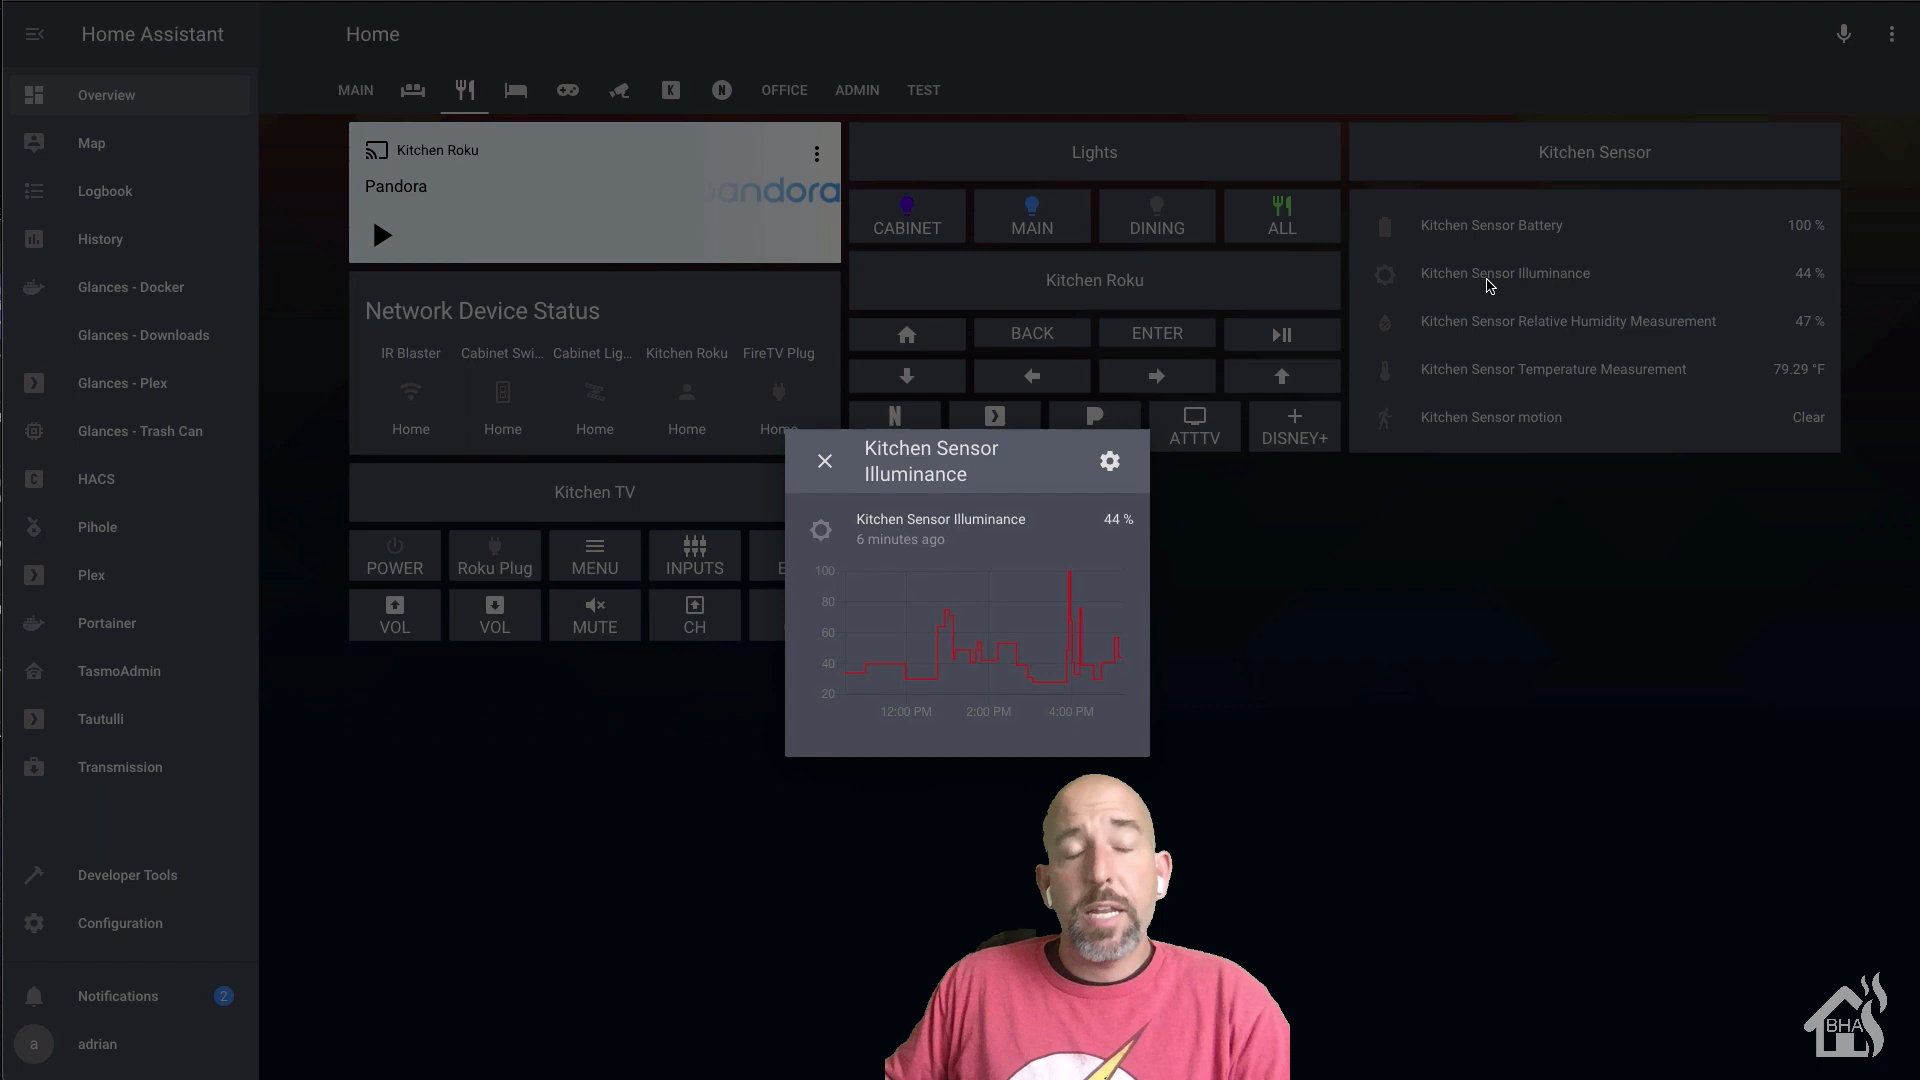 Home Assistant
Home
MAIN
K
N
OFFICE
ADMIN
TEST
Overview
Map
Logbook
History
Glances - Docker
Glances - Downloads
Glances - Plex
Glances - Trash Can
HACS
Pihole
Plex
Portainer
TasmoAdmin
Tautulli
Transmission
Developer Tools
Configuration
Notifications
2
a
adrian
Kitchen Roku
Pandora
pandora
Network Device Status
IR Blaster
Cabinet Swi...
Cabinet Lig...
Kitchen Roku
FireTV Plug
Home
Home
Home
Home
Home
Kitchen TV
POWER
Roku Plug
MENU
INPUTS
E
VOL
VOL
MUTE
CH
Lights
CABINET
MAIN
DINING
ALL
Kitchen Roku
BACK
ENTER
N
P
ATTTV
DISNEY+
Kitchen Sensor
Kitchen Sensor Battery
100 %
Kitchen Sensor Illuminance
44 %
Kitchen Sensor Relative Humidity Measurement
47 %
Kitchen Sensor Temperature Measurement
79.29 °F
Kitchen Sensor motion
Clear
Kitchen Sensor
Illuminance
Kitchen Sensor Illuminance
44 %
6 minutes ago
100
80
60
40
20
12:00 PM
2:00 PM
4:00 PM
BHA